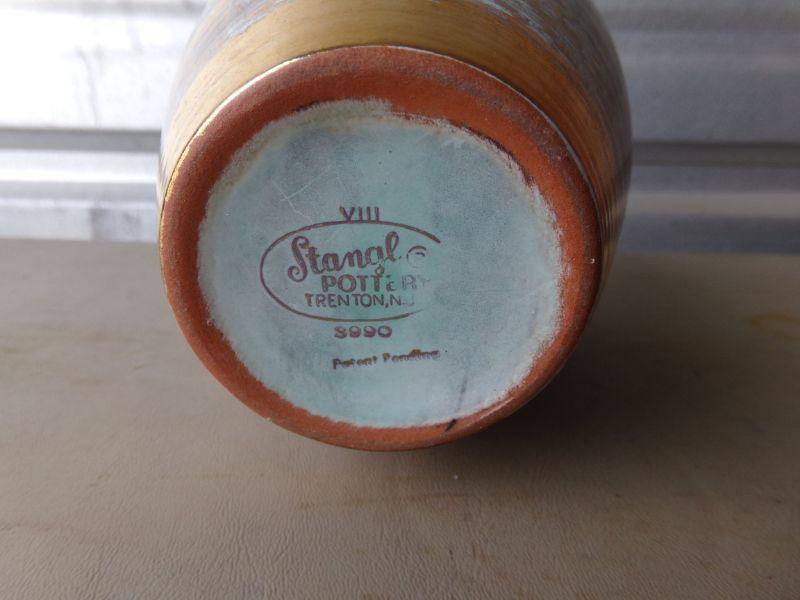 VIII
Stangl
POTTERY
TRENTON, N.J
3990
Patent Pending